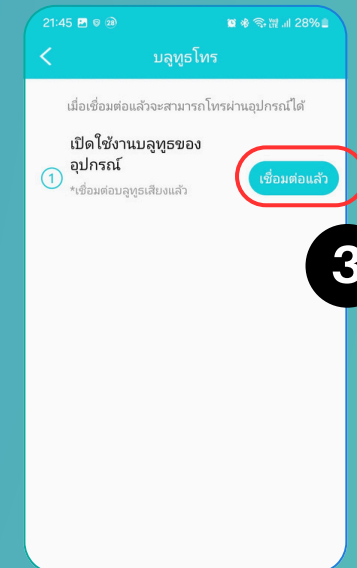 21:45 28%
บลูทูธโทร
เมื่อเชื่อมต่อแล้วจะสามารถโทรผ่านอุปกรณ์ได้
เปิดใช้งานบลูทูธของ
อุปกรณ์
1
*เชื่อมต่อบลูทูธเสียงแล้ว
เชื่อมต่อแล้ว
3